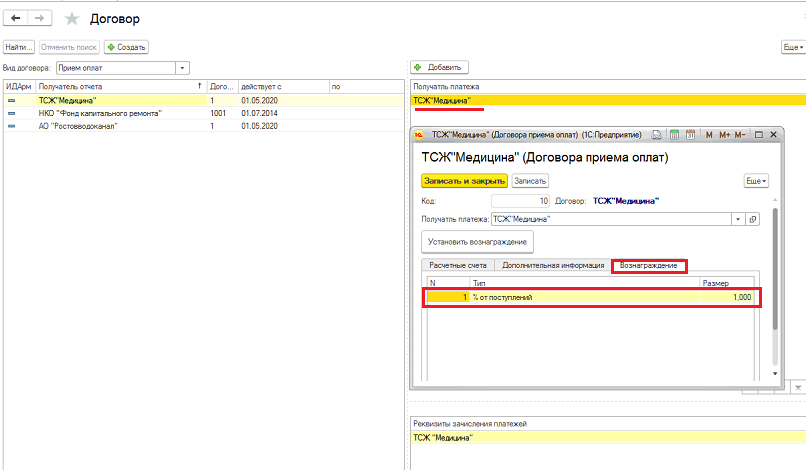 Договор
Найти... Отменить поиск Создать Еще
Вид договора: Прием оплат Добавить
ИДАрм Получатель отчета Дого... действует с по
ТСЖ"Медицина" 1 01.05.2020
НКО "Фонд капитального ремонта" 1001 01.07.2014
АО "Ростовводоканал" 1 01.05.2020
Получатль платежа
ТСЖ"Медицина"
ТСЖ"Медицина" (Договора приема оплат) (1С:Предприятие) M M+ M-
ТСЖ"Медицина" (Договора приема оплат)
Записать и закрыть Записать Еще
Код: 10 Договор: ТСЖ"Медицина"
Получатль платежа: ТСЖ"Медицина"
Установить вознаграждение
Расчетные счета Дополнительная информация Вознаграждение
N Тип Размер
1 % от поступлений 1,000
Реквизиты зачисления платежей
ТСЖ "Медицина"